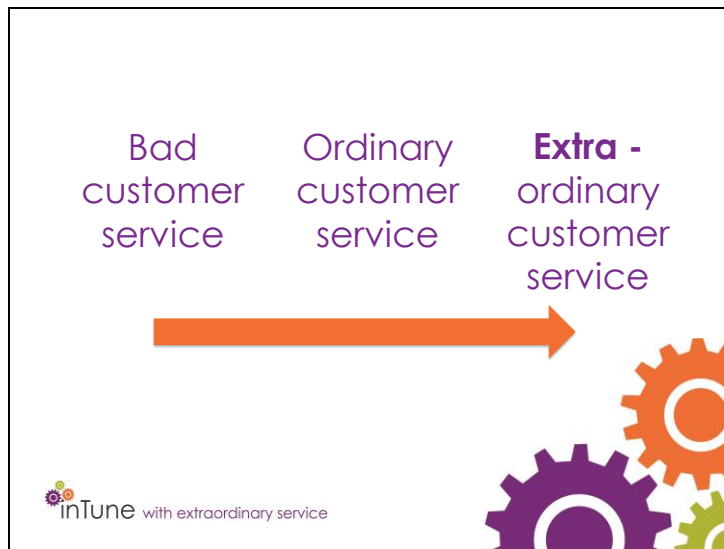 Bad
customer
service
Ordinary
customer
service
Extra -
ordinary
customer
service
inTune with extraordinary service